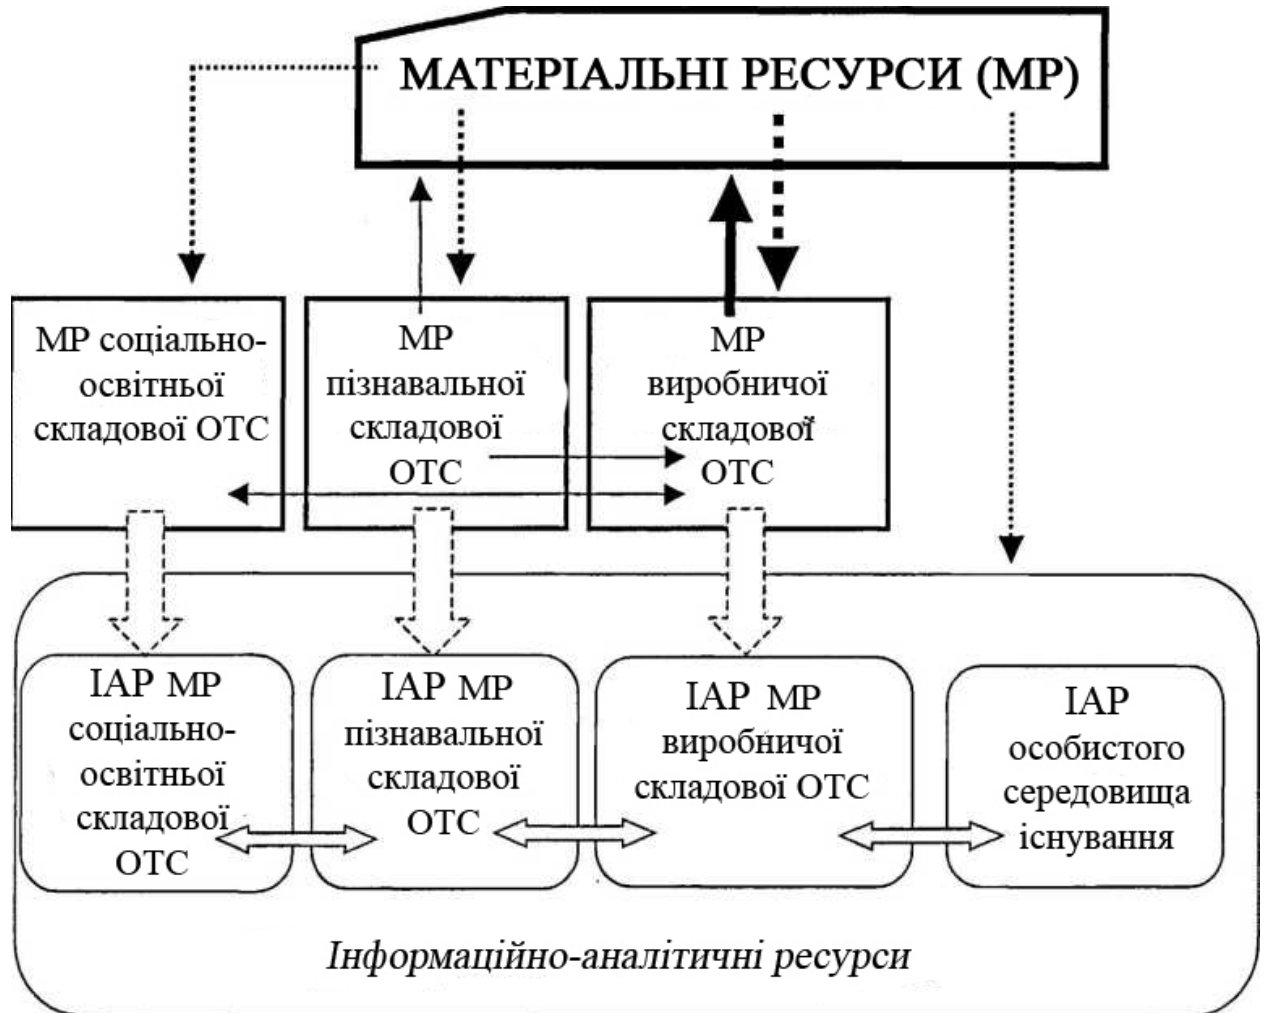 МАТЕРІАЛЬНІ РЕСУРСИ (МР)
МР соціально-
освітньої
складової ОТС
МР
пізнавальної
складової
ОТС
МР
виробничої
складової
ОТС
ІАР МР
соціально-
освітньої
складової
ОТС
ІАР МР
пізнавальної
складової
ОТС
ІАР МР
виробничої
складової ОТС
ІАР
особистого
середовища
існування
Інформаційно-аналітичні ресурси